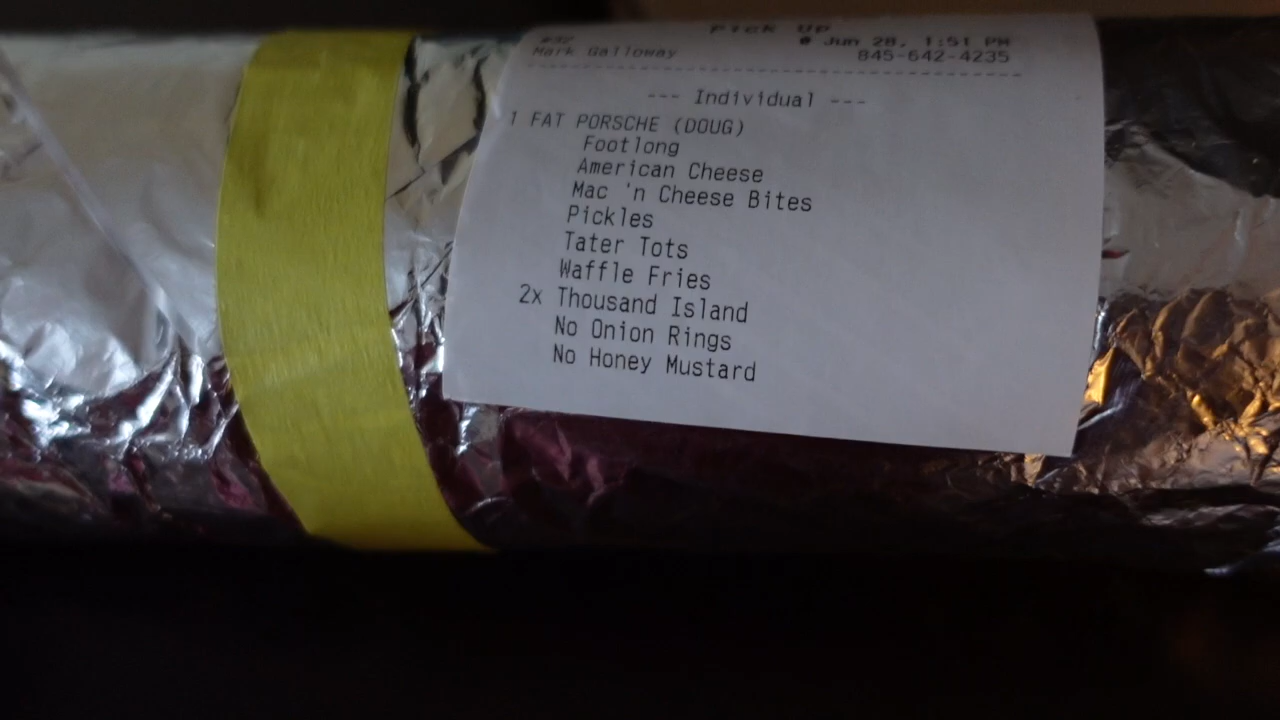 Pick Up
#37
Jun 28, 1:51 PM
Mark Galloway
845-642-4235
--- Individual ---
1 FAT PORSCHE (DOUG)
Footlong
American Cheese
Mac 'n Cheese Bites
Pickles
Tater Tots
Waffle Fries
2x Thousand Island
No Onion Rings
No Honey Mustard